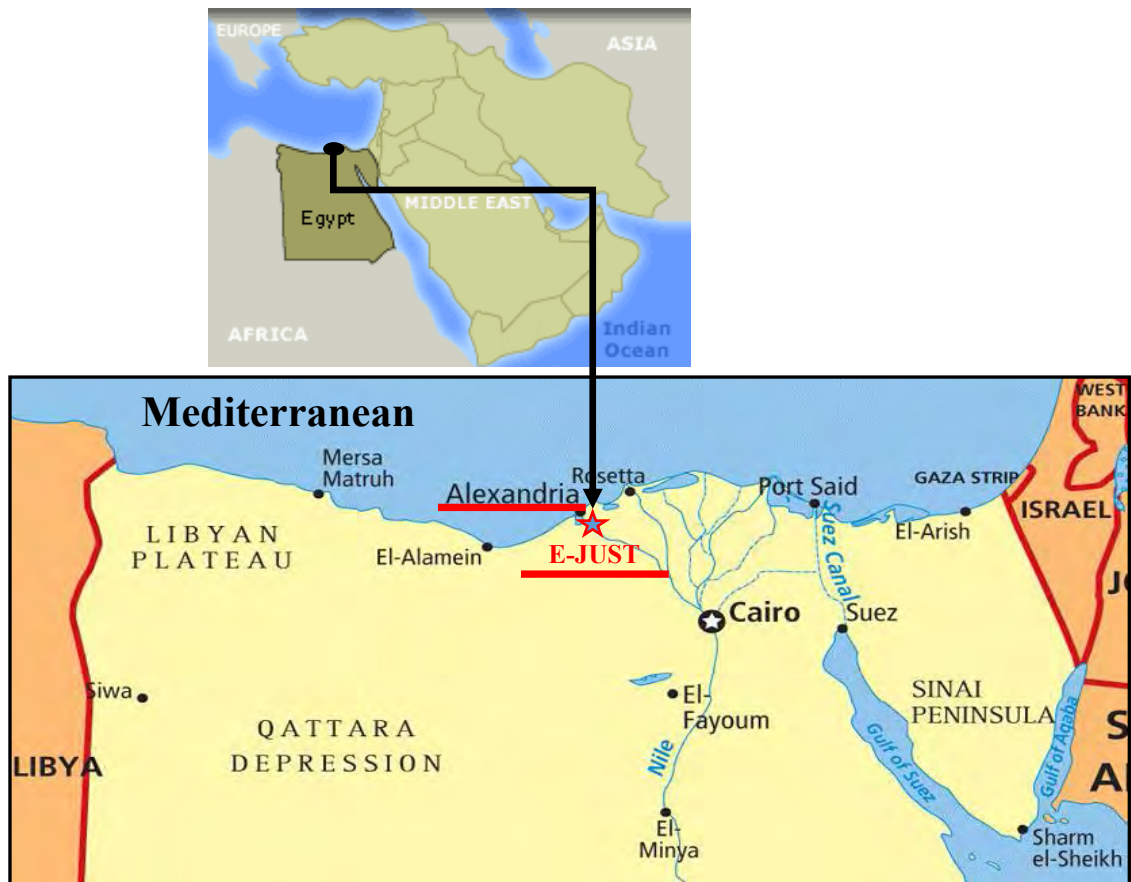 EUROPE
ASIA
MIDDLE EAST
Egypt
AFRICA
Indian
Ocean
Mediterranean
WEST
BANK
Mersa
Matruh
Rosetta
Alexandria
Port Said
GAZA STRIP
ISRAEL
LIBYAN
PLATEAU
El-Alamein
E-JUST
El-Arish
Suez Canal
Cairo
Suez
Siwa
El-
Fayoum
SINAI
PENINSULA
QATTARA
DEPRESSION
LIBYA
Nile
Gulf of Suez
Gulf of Aqaba
El-
Minya
Sharm
el-Sheikh